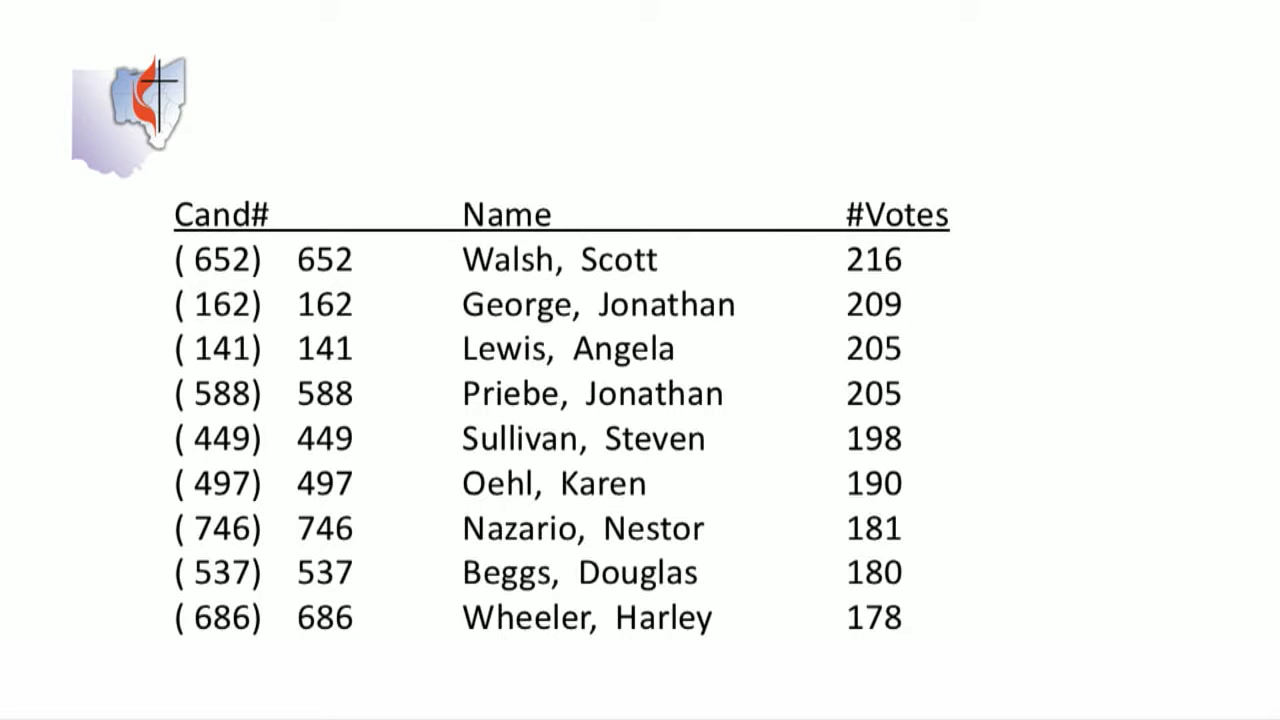 Cand# Name #Votes
( 652) 652 Walsh, Scott 216
( 162) 162 George, Jonathan 209
( 141) 141 Lewis, Angela 205
( 588) 588 Priebe, Jonathan 205
( 449) 449 Sullivan, Steven 198
( 497) 497 Oehl, Karen 190
( 746) 746 Nazario, Nestor 181
( 537) 537 Beggs, Douglas 180
( 686) 686 Wheeler, Harley 178